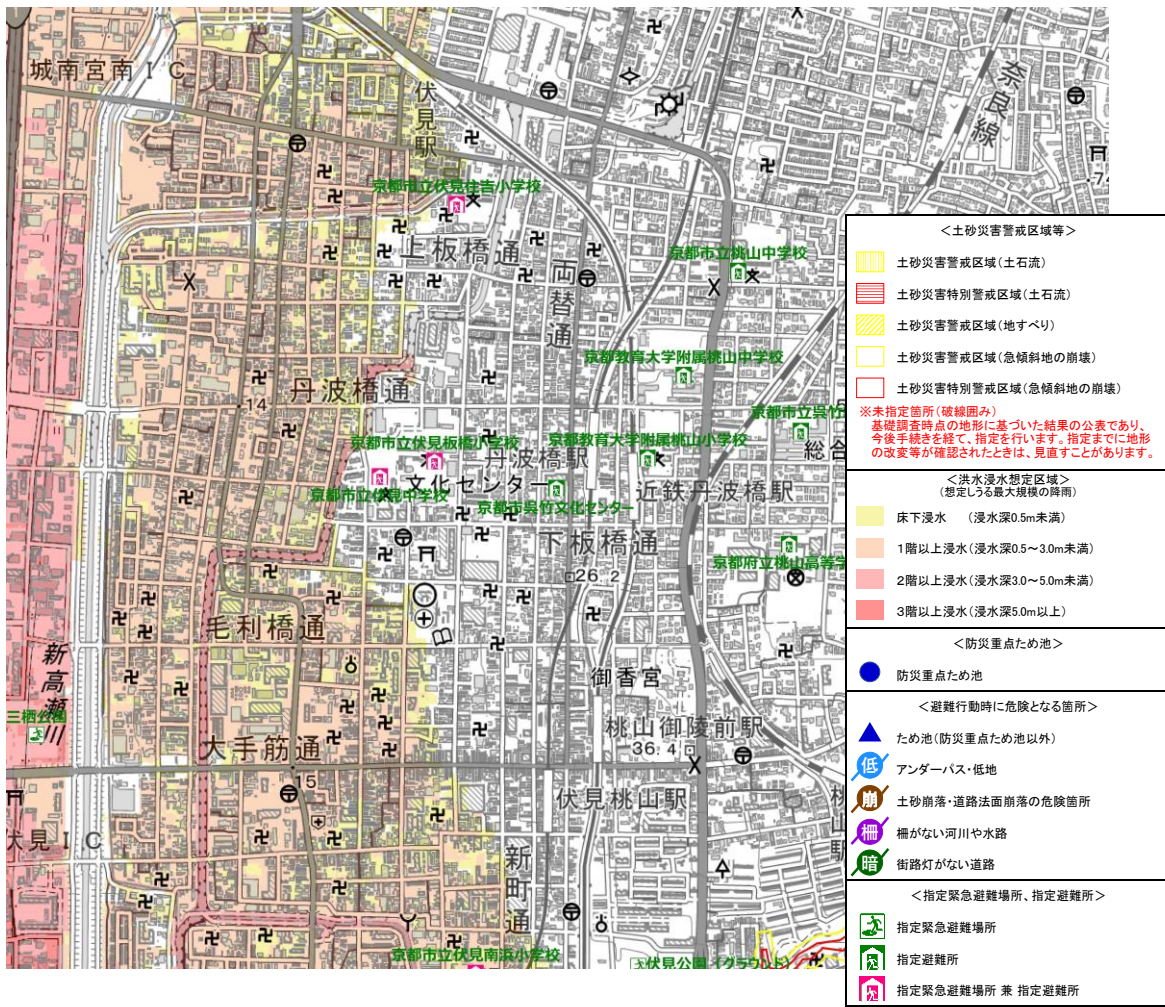 城南宮南ＩＣ
伏見駅
奈良線
京都市立伏見住吉小学校
上板橋通
両替通
京都市立桃山中学校
京都教育大学附属桃山中学校
丹波橋通
14
京都市立呉竹
総合
京都市立伏見板橋小学校
京都教育大学附属桃山小学校
丹波橋駅
文化センター
京都市立伏見中学校
京都市呉竹文化センター
近鉄丹波橋駅
下板橋通
京都府立桃山高等学
26.2
毛利橋通
新高瀬川
御香宮
三栖公園
桃山御陵前駅
36.4
大手筋通
15
伏見桃山駅
伏見ＩＣ
新町通
京都市立伏見南浜小学校
伏見公園(グラウンド)
＜土砂災害警戒区域等＞
土砂災害警戒区域(土石流)
土砂災害特別警戒区域(土石流)
土砂災害警戒区域(地すべり)
土砂災害警戒区域(急傾斜地の崩壊)
土砂災害特別警戒区域(急傾斜地の崩壊)
※未指定箇所(破線囲み)
基礎調査時点の地形に基づいた結果の公表であり、
今後手続きを経て、指定を行います。指定までに地形
の改変等が確認されたときは、見直すことがあります。
＜洪水浸水想定区域＞
(想定しうる最大規模の降雨)
床下浸水　(浸水深0.5m未満)
1階以上浸水(浸水深0.5～3.0m未満)
2階以上浸水(浸水深3.0～5.0m未満)
3階以上浸水(浸水深5.0m以上)
＜防災重点ため池＞
防災重点ため池
＜避難行動時に危険となる箇所＞
ため池(防災重点ため池以外)
低 アンダーパス・低地
崩 土砂崩落・道路法面崩落の危険箇所
柵 柵がない河川や水路
暗 街路灯がない道路
＜指定緊急避難場所、指定避難所＞
指定緊急避難場所
指定避難所
指定緊急避難場所 兼 指定避難所